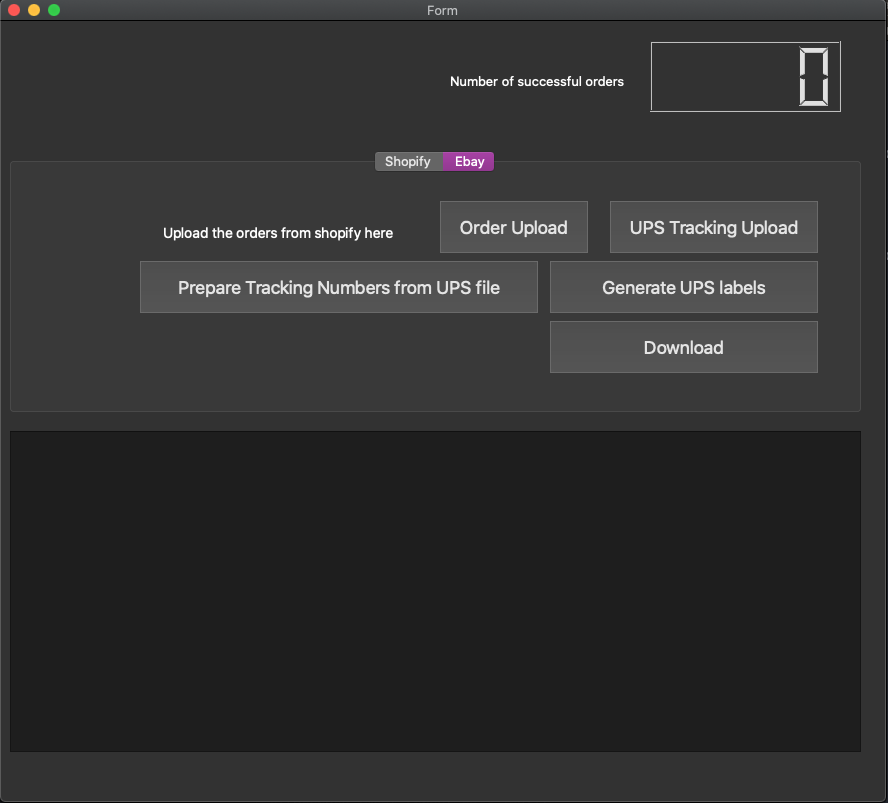 Form
Number of successful orders
0
Shopify Ebay
Upload the orders from shopify here
Order Upload
UPS Tracking Upload
Prepare Tracking Numbers from UPS file
Generate UPS labels
Download